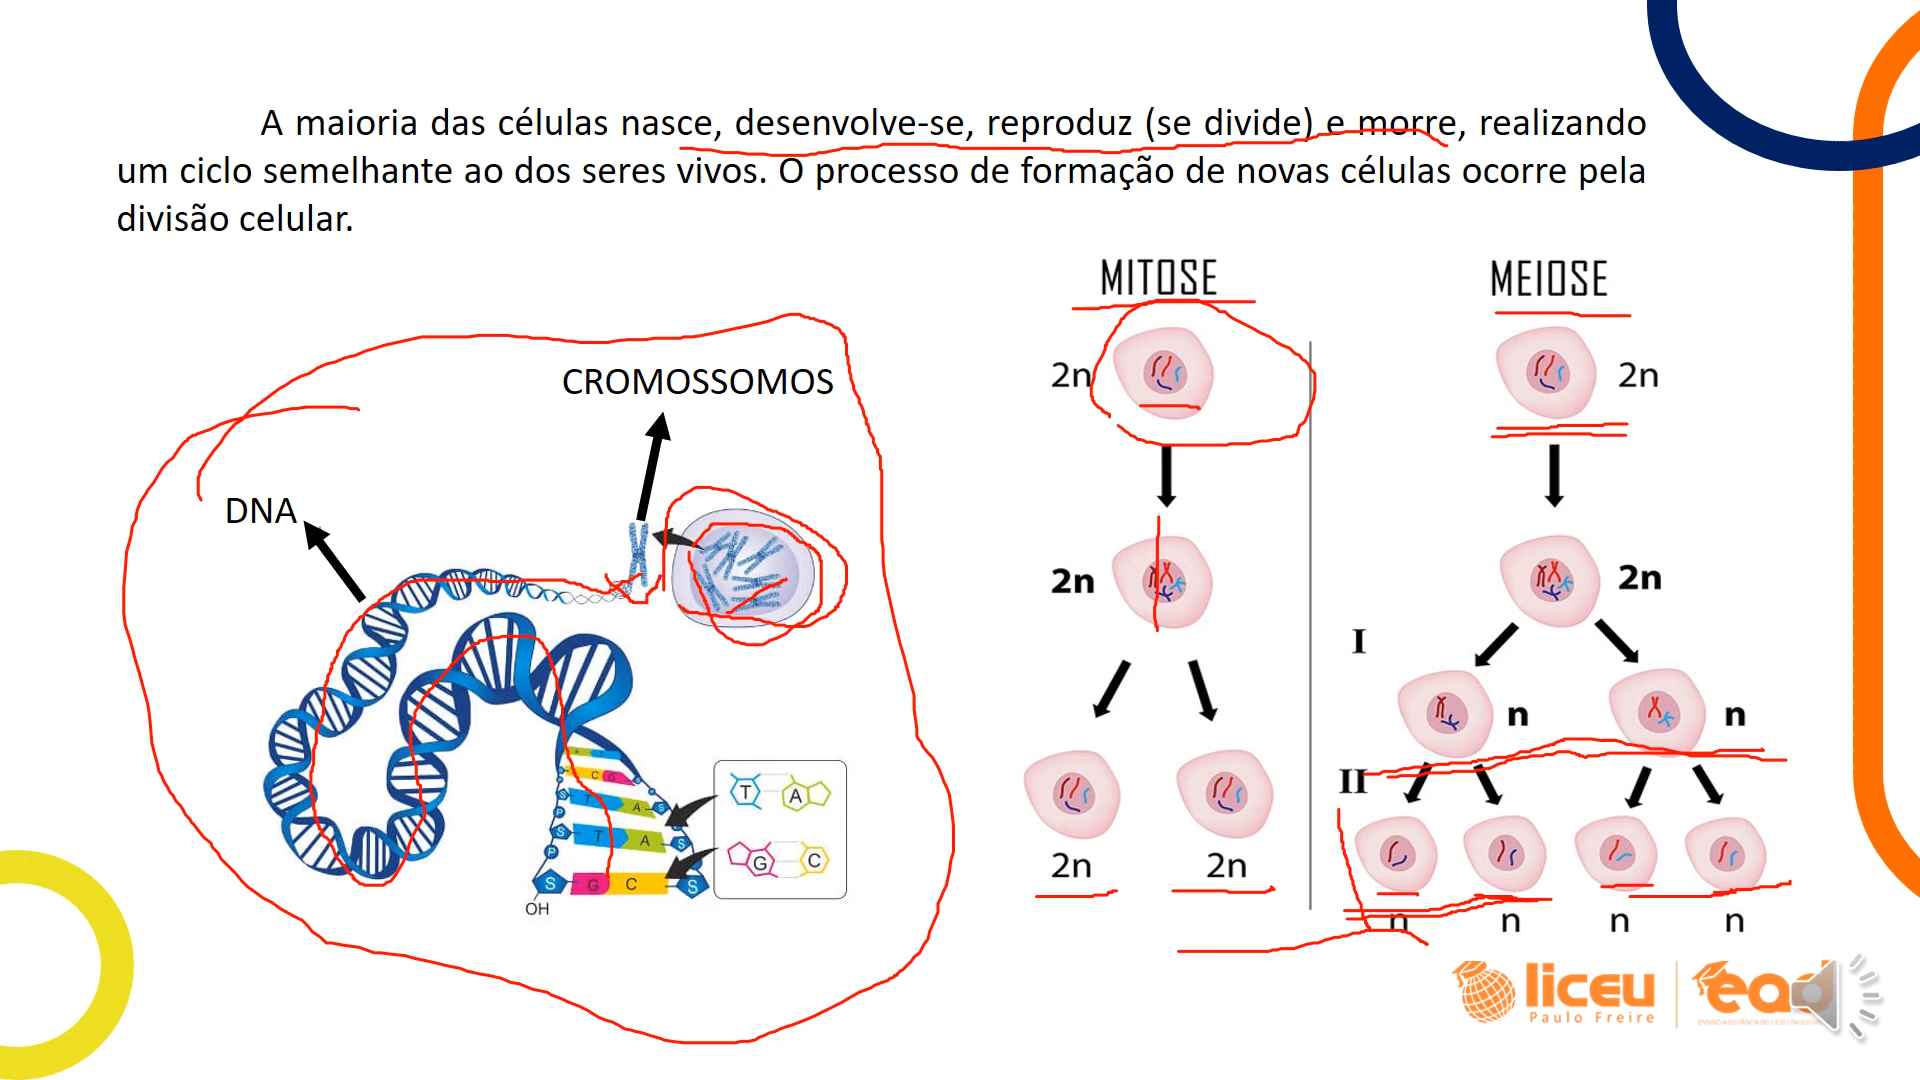 A maioria das células nasce, desenvolve-se, reproduz (se divide) e morre, realizando
um ciclo semelhante ao dos seres vivos. O processo de formação de novas células ocorre pela
divisão celular.
MITOSE
MEIOSE
CROMOSSOMOS
2n
2n
DNA
2n
2n
I
n
n
II
T
A
S
T
A
S
P
S
T
A
S
P
G
C
S
G
C
S
OH
2n
2n
n
n
n
n
liceu
Paulo Freire
ead